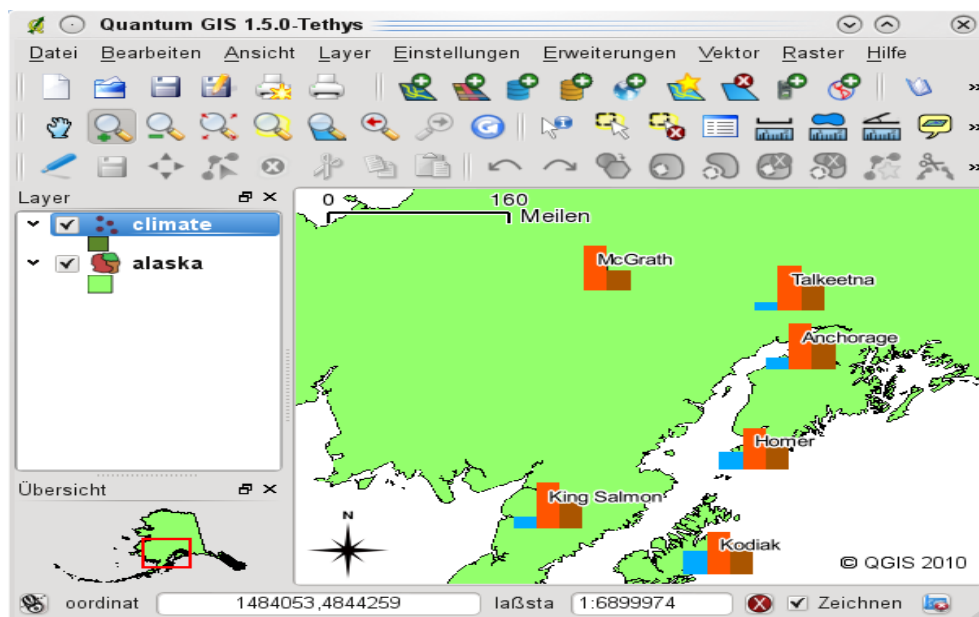 Quantum GIS 1.5.0-Tethys
Datei Bearbeiten Ansicht Layer Einstellungen Erweiterungen Vektor Raster Hilfe
Layer
climate
alaska
0 160
Meilen
McGrath
Talkeetna
Anchorage
Homer
King Salmon
Kodiak
N
© QGIS 2010
Übersicht
oordinat 1484053,4844259 laßsta 1:6899974 Zeichnen